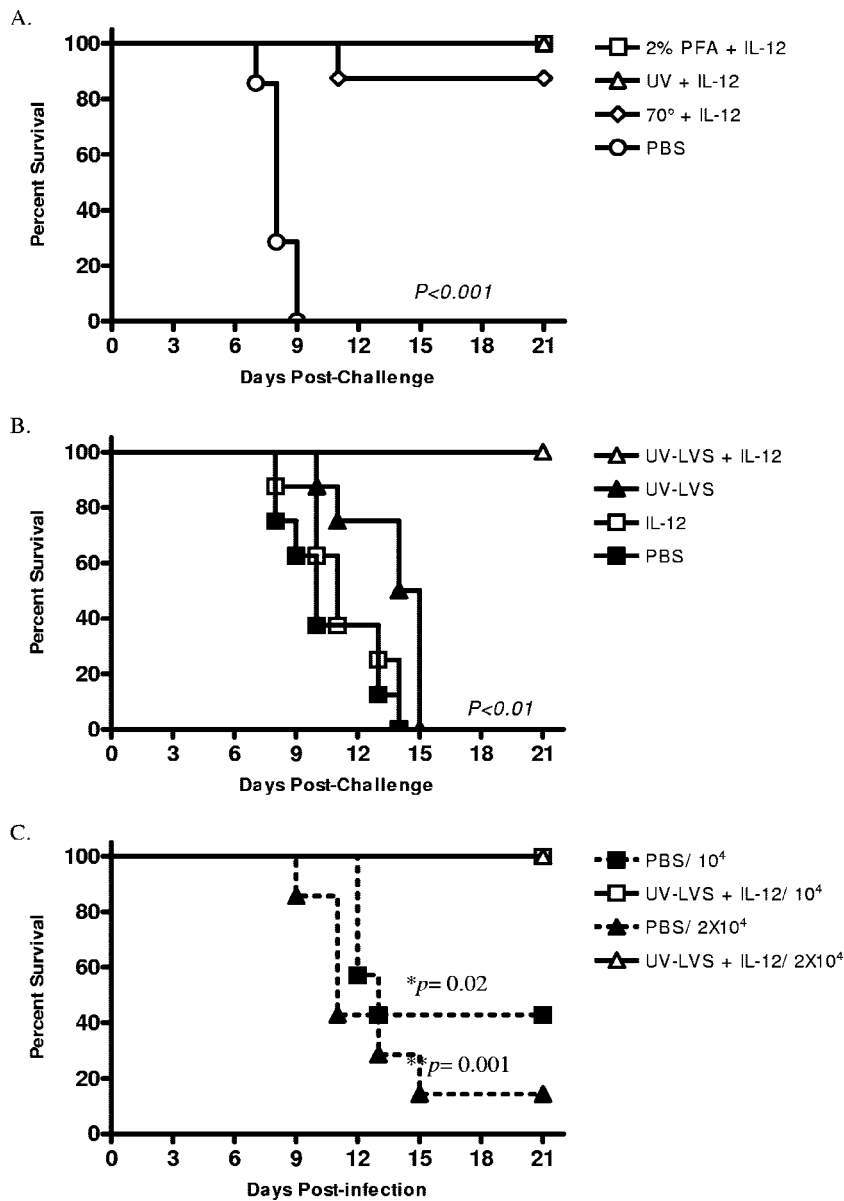 A.
Percent Survival
100
80
60
40
20
0
0 3 6 9 12 15 18 21
Days Post-Challenge
P<0.001
2% PFA + IL-12
UV + IL-12
70° + IL-12
PBS
B.
Percent Survival
100
80
60
40
20
0
0 3 6 9 12 15 18 21
Days Post-Challenge
P<0.01
UV-LVS + IL-12
UV-LVS
IL-12
PBS
C.
Percent Survival
100
80
60
40
20
0
0 3 6 9 12 15 18 21
Days Post-infection
*p= 0.02
**p= 0.001
PBS/ 10⁴
UV-LVS + IL-12/ 10⁴
PBS/ 2X10⁴
UV-LVS + IL-12/ 2X10⁴